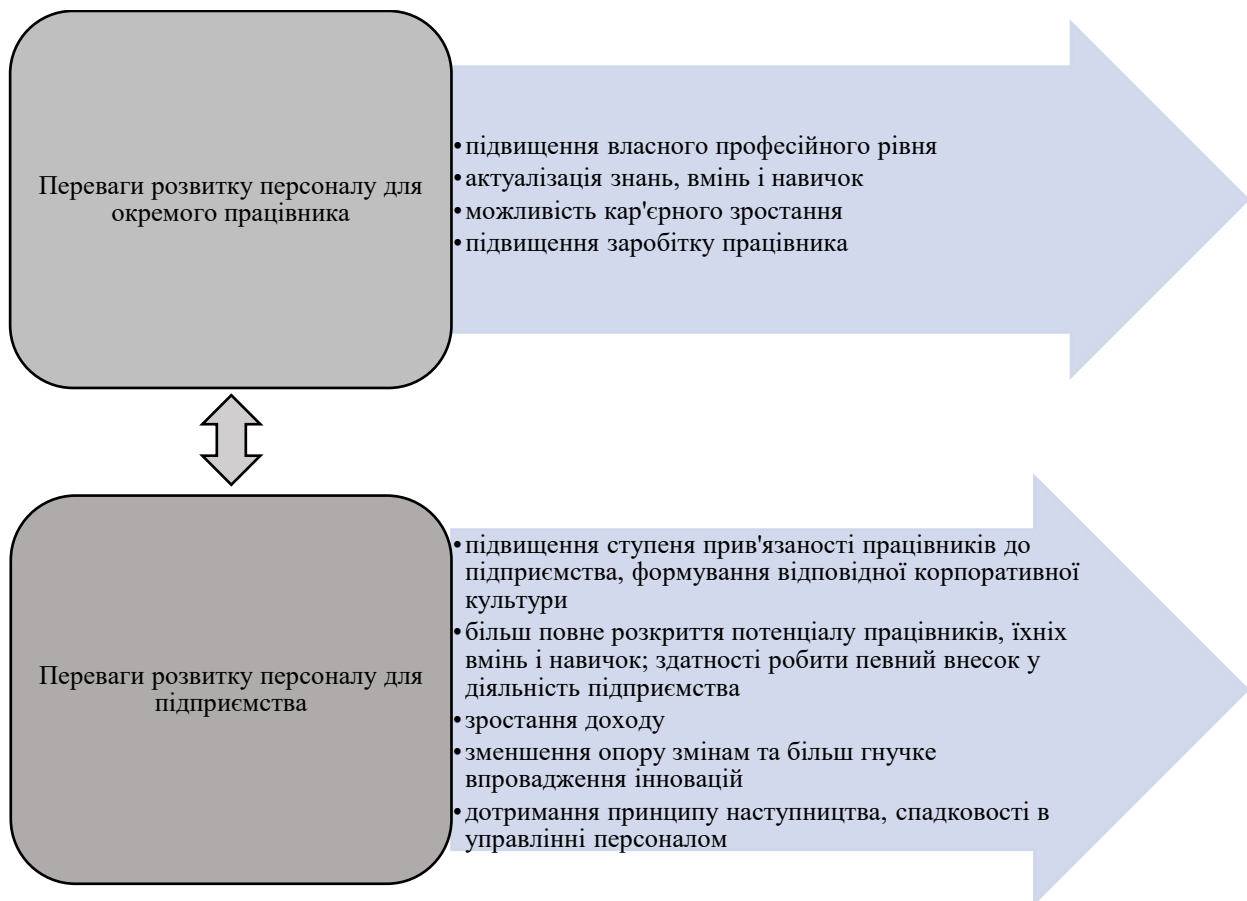 Переваги розвитку персоналу для
окремого працівника
•підвищення власного професійного рівня
•актуалізація знань, вмінь і навичок
•можливість кар'єрного зростання
•підвищення заробітку працівника
Переваги розвитку персоналу для
підприємства
•підвищення ступеня прив'язаності працівників до
підприємства, формування відповідної корпоративної
культури
•більш повне розкриття потенціалу працівників, їхніх
вмінь і навичок; здатності робити певний внесок у
діяльність підприємства
•зростання доходу
•зменшення опору змінам та більш гнучке
впровадження інновацій
•дотримання принципу наступництва, спадковості в
управлінні персоналом